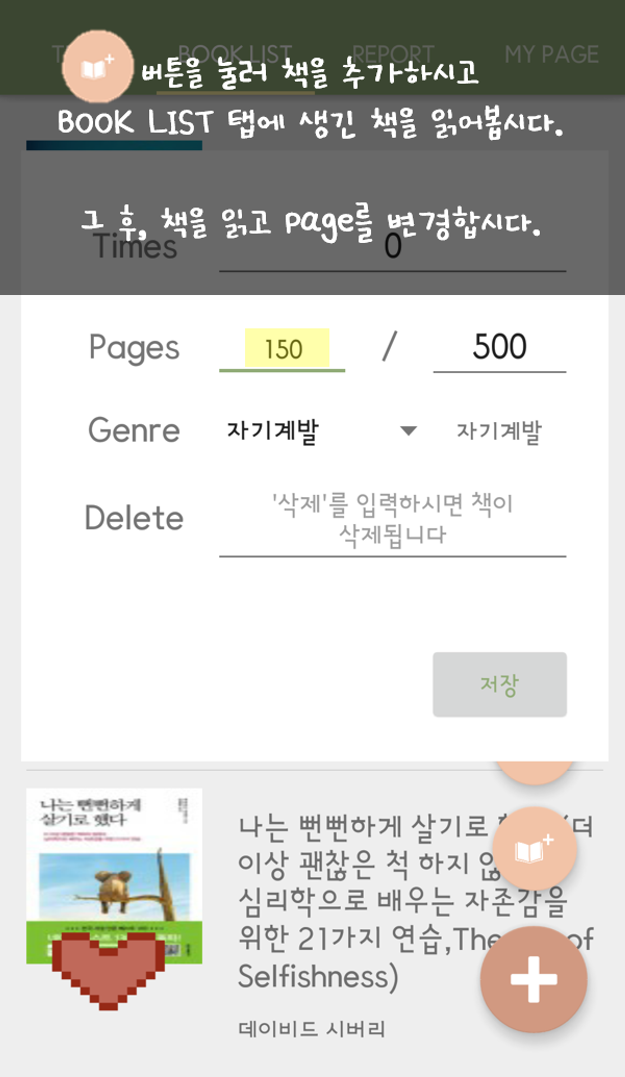 BOOK LIST REPORT MY PAGE
버튼을 눌러 책을 추가하시고
BOOK LIST 탭에 생긴 책을 읽어봅시다.
그 후, 책을 읽고 page를 변경합시다.
Times 0
Pages 150 / 500
Genre 자기계발 자기계발
Delete '삭제'를 입력하시면 책이
삭제됩니다
저장
나는 뻔뻔하게
살기로 했다
나는 뻔뻔하게 살기로
이상 괜찮은 척 하지
심리학으로 배우는 자존감을
위한 21가지 연습,The of
Selfishness)
데이비드 시버리